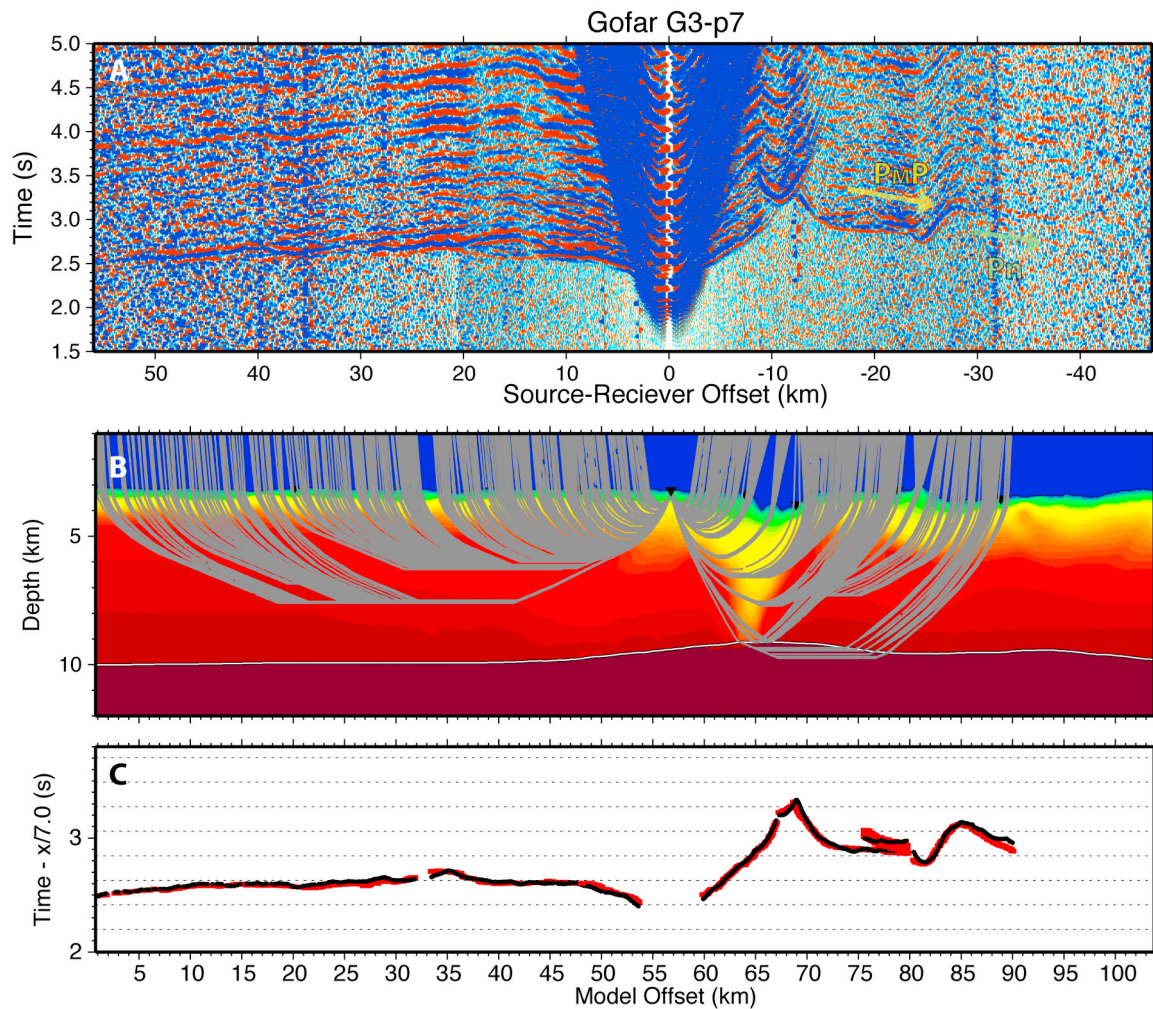 Gofar G3-p7
A
5.0
4.5
4.0
3.5
3.0
2.5
2.0
1.5
Time (s)
PMP
Pn
50 40 30 20 10 0 -10 -20 -30 -40
Source-Reciever Offset (km)
B
5
10
Depth (km)
C
3
2
Time - x/7.0 (s)
5 10 15 20 25 30 35 40 45 50 55 60 65 70 75 80 85 90 95 100
Model Offset (km)